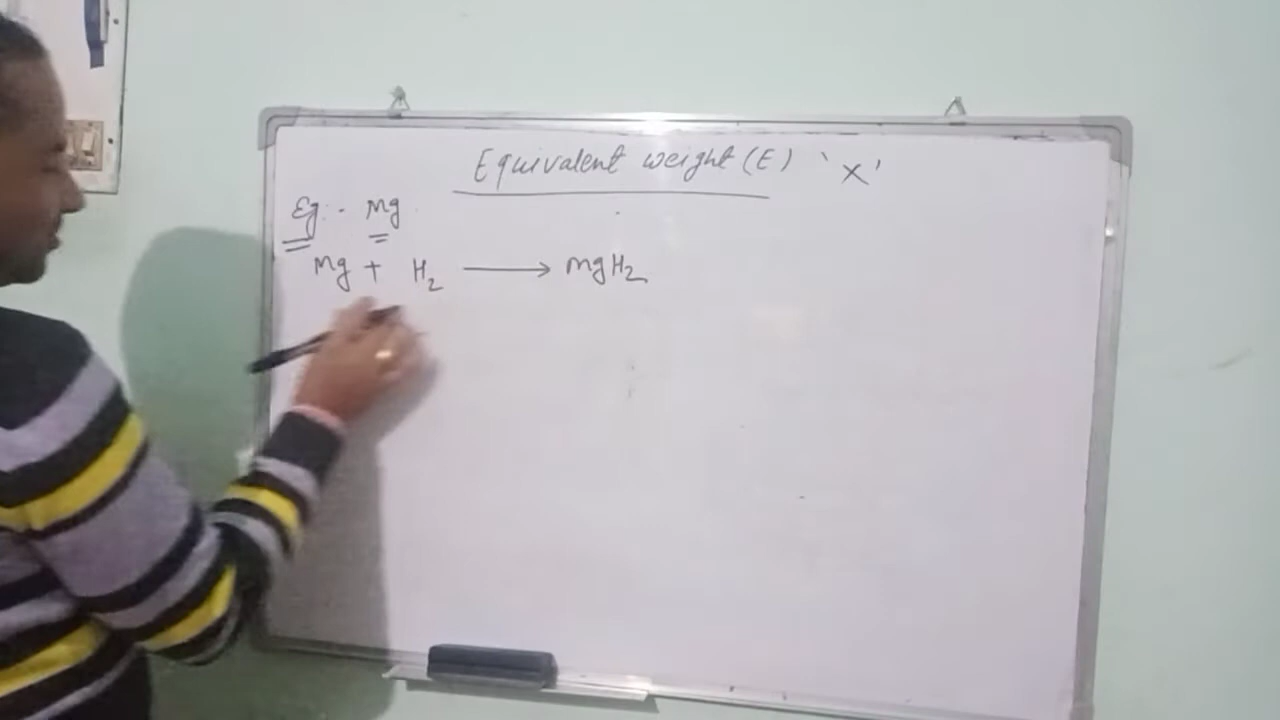 Equivalent weight (E) 'x'
Eg:- Mg
Mg + H₂ ⟶ MgH₂